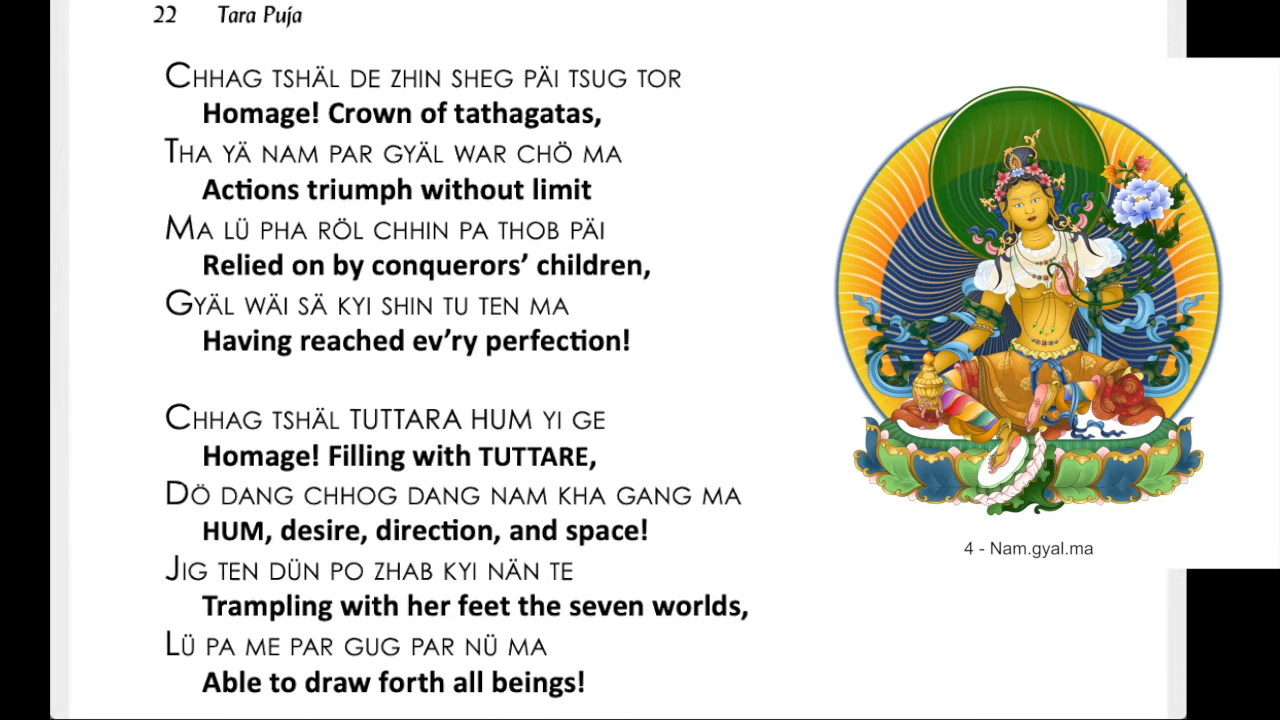 22 Tara Puja
CHHAG TSHÄL DE ZHIN SHEG PÄI TSUG TOR
Homage! Crown of tathagatas,
THA YÄ NAM PAR GYÄL WAR CHÖ MA
Actions triumph without limit
MA LÜ PHA RÖL CHHIN PA THOB PÄI
Relied on by conquerors’ children,
GYÄL WÄI SÄ KYI SHIN TU TEN MA
Having reached ev’ry perfection!
CHHAG TSHÄL TUTTARA HUM YI GE
Homage! Filling with TUTTARE,
DÖ DANG CHHOG DANG NAM KHA GANG MA
HUM, desire, direction, and space!
JIG TEN DÜN PO ZHAB KYI NÄN TE
Trampling with her feet the seven worlds,
LÜ PA ME PAR GUG PAR NÜ MA
Able to draw forth all beings!
4 - Nam.gyal.ma